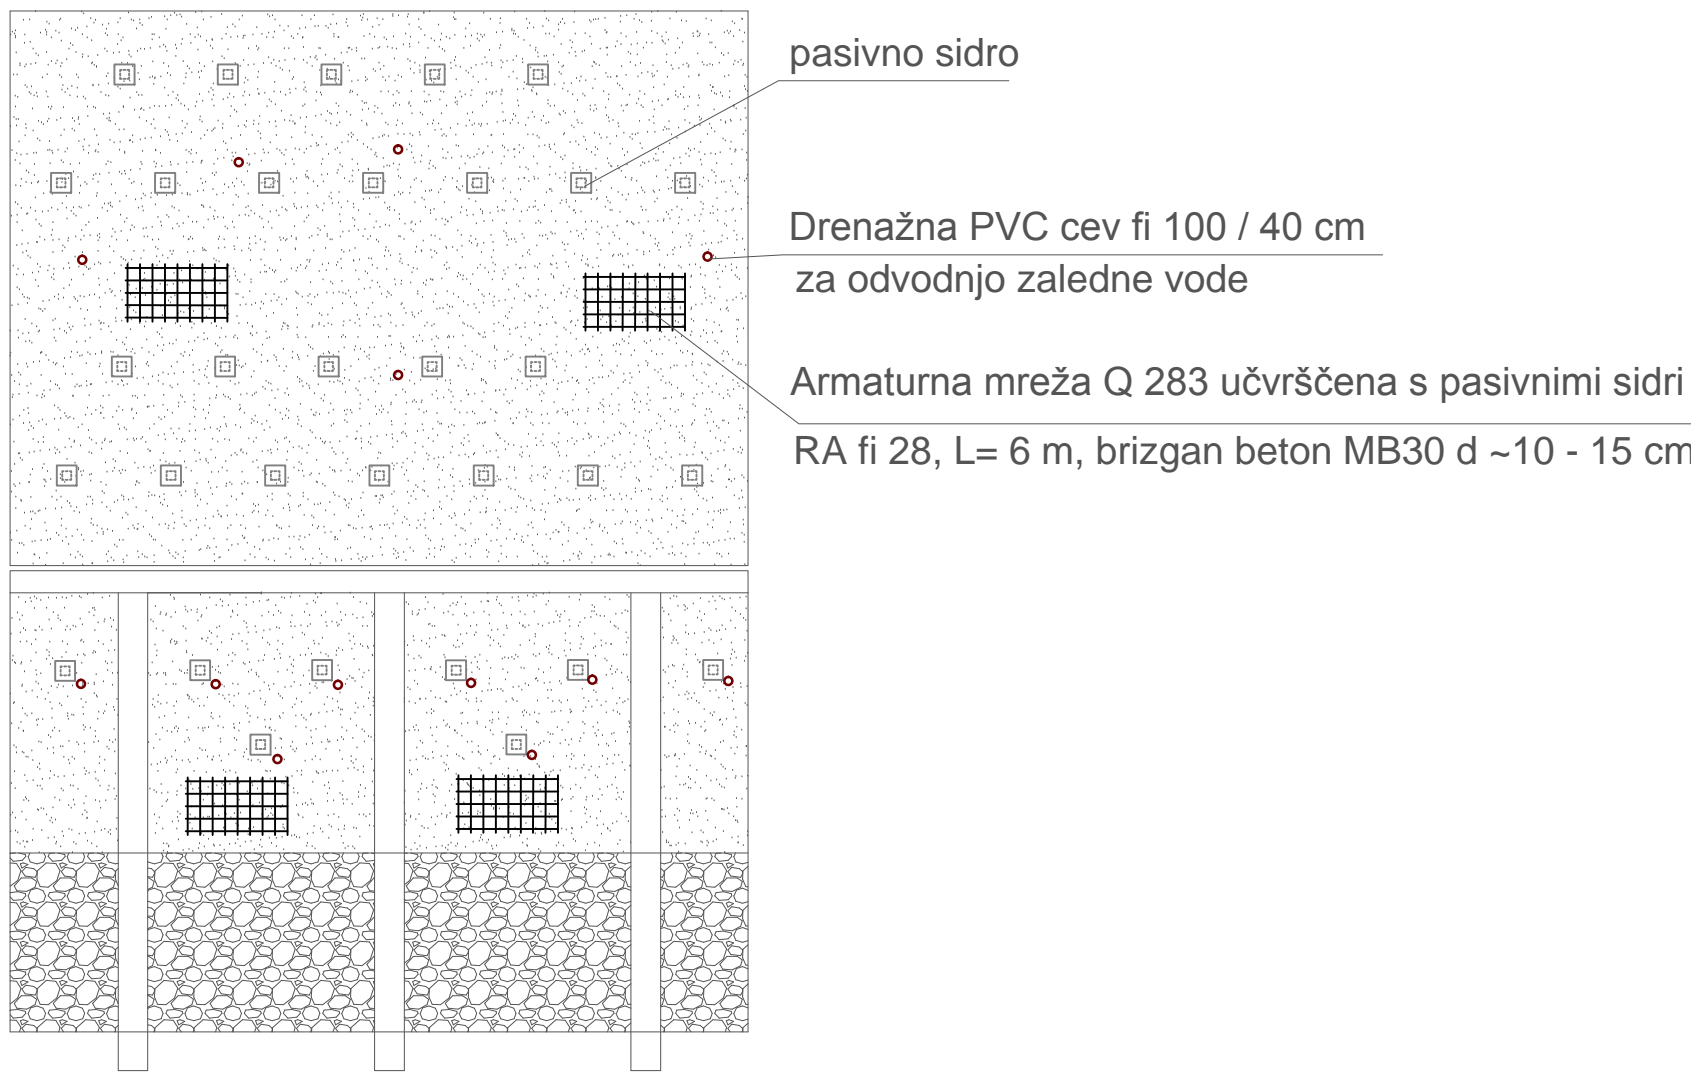 pasivno sidro
Drenažna PVC cev fi 100 / 40 cm
za odvodnjo zaledne vode
Armaturna mreža Q 283 učvrščena s pasivnimi sidri
RA fi 28, L= 6 m, brizgan beton MB30 d ~10 - 15 cm